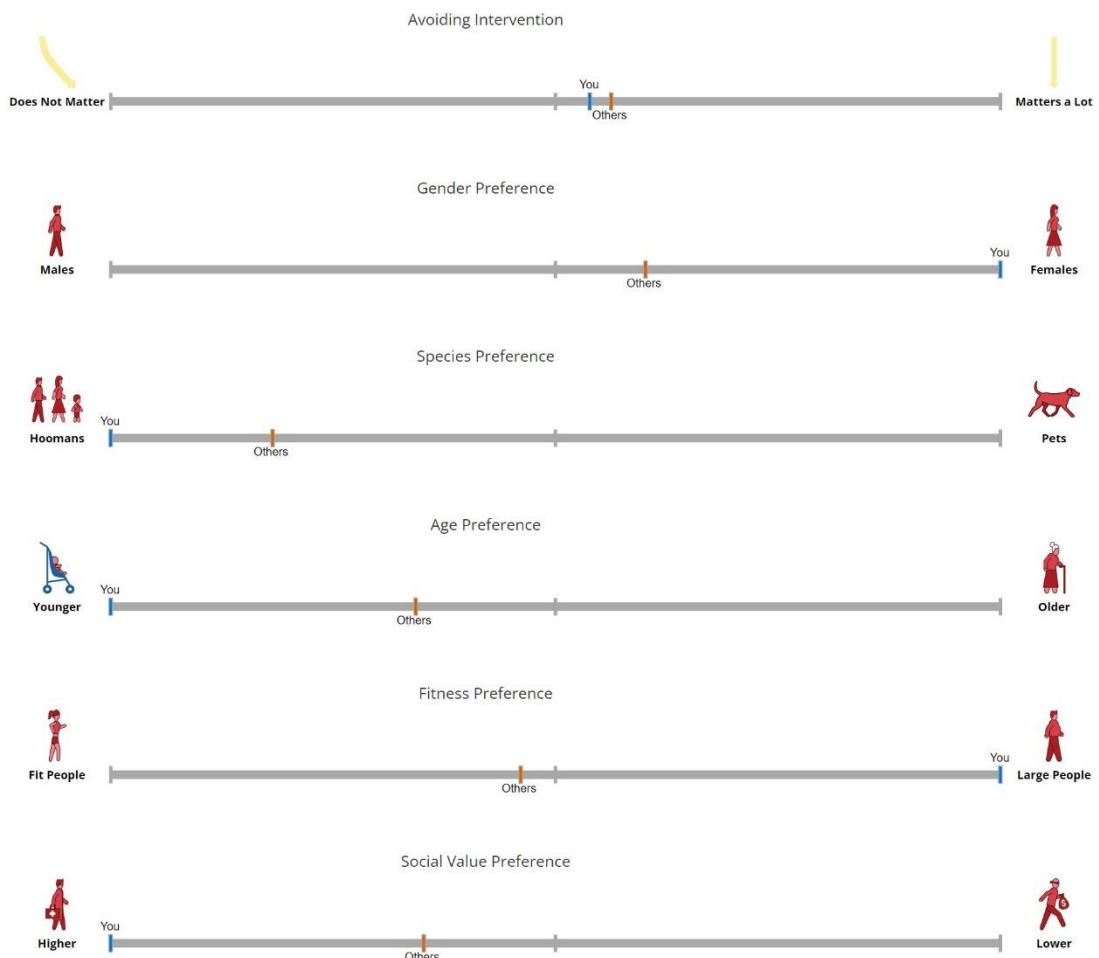 Avoiding Intervention
You
Does Not Matter
Matters a Lot
Others
Gender Preference
You
Males
Females
Others
Species Preference
You
Hoomans
Pets
Others
Age Preference
You
Younger
Older
Others
Fitness Preference
You
Fit People
Large People
Others
Social Value Preference
You
Higher
Lower
Others